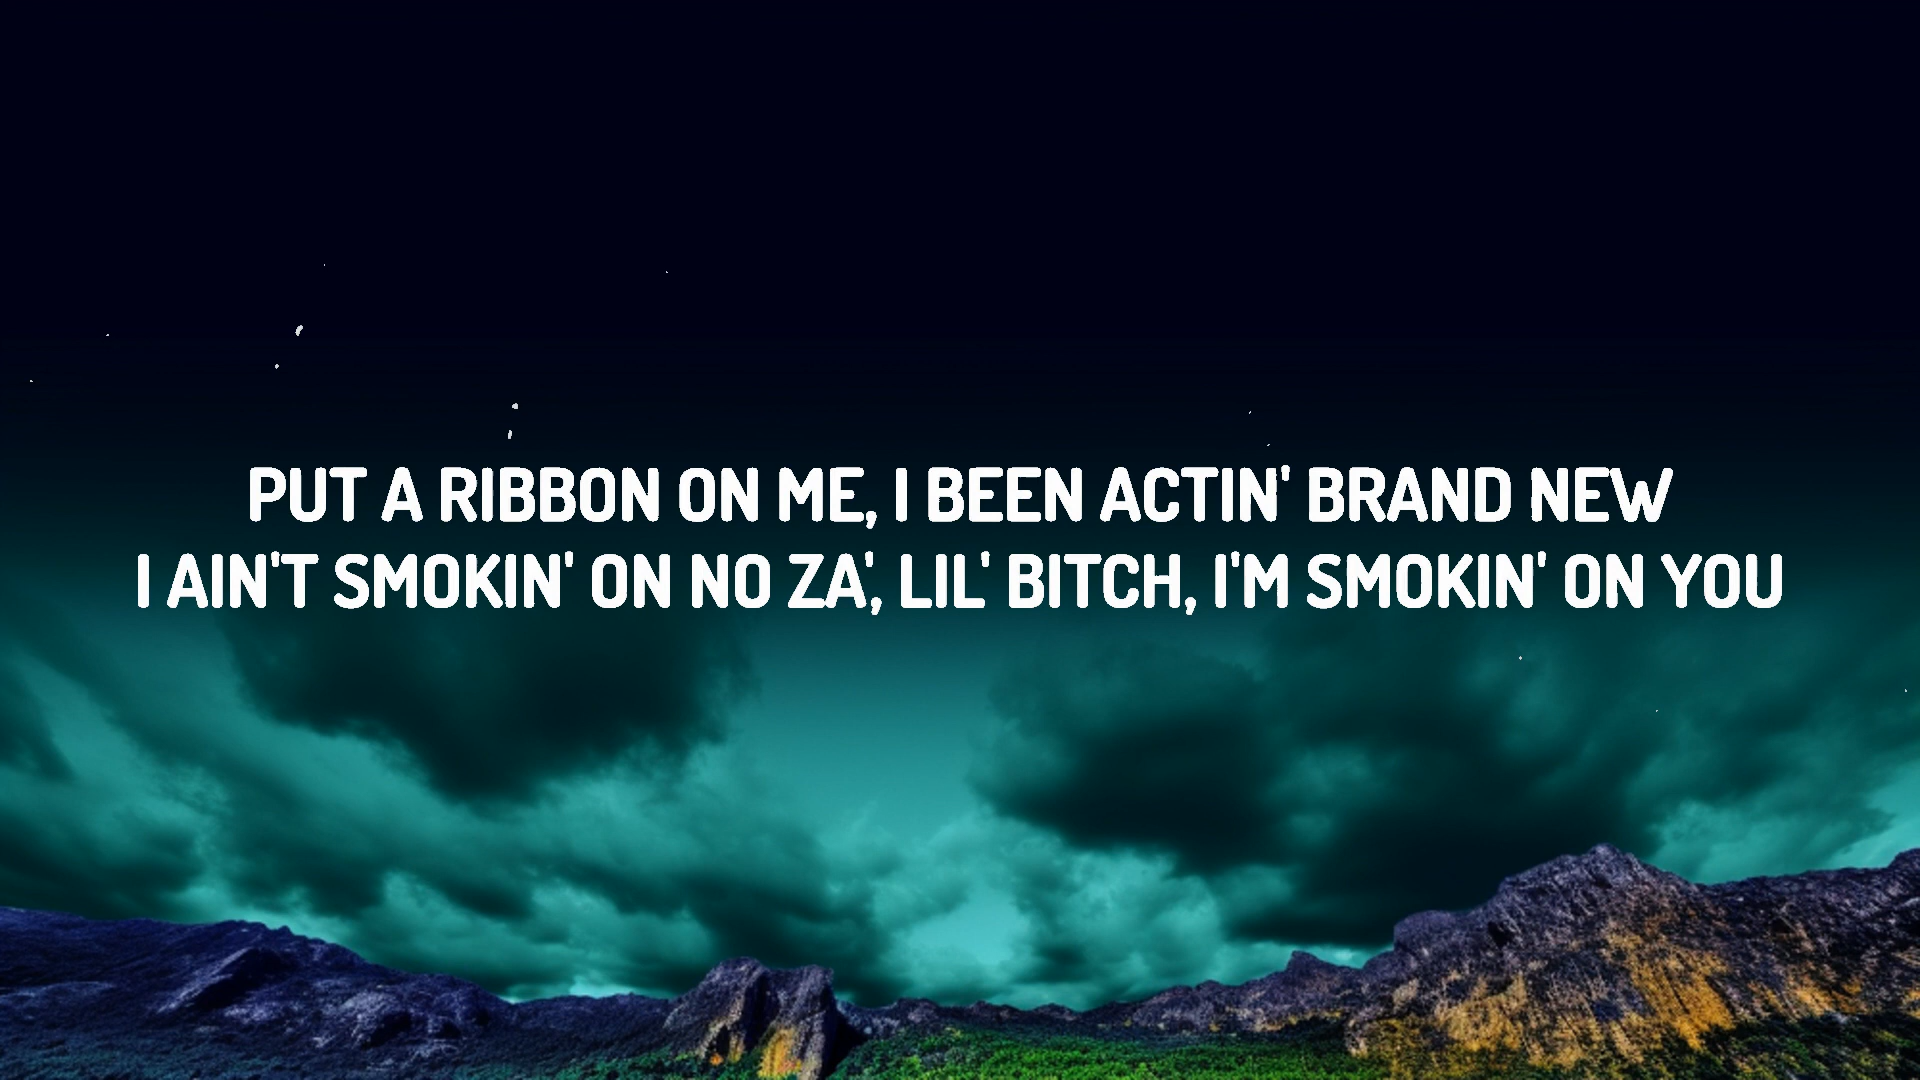 PUT A RIBBON ON ME, I BEEN ACTIN' BRAND NEW
I AIN'T SMOKIN' ON NO ZA', LIL' BITCH, I'M SMOKIN' ON YOU